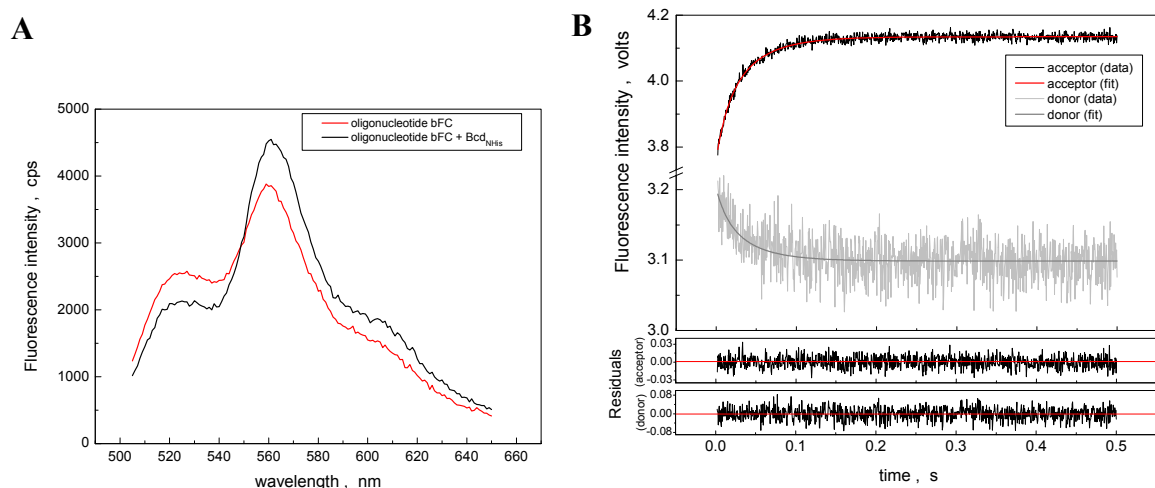 A
Fluorescence intensity , cps
5000
4000
3000
2000
1000
0
oligonucleotide bFC
oligonucleotide bFC + Bcd_NHis
500 520 540 560 580 600 620 640 660
wavelength , nm
B
Fluorescence intensity , volts
4.2
4.0
3.8
3.2
3.1
3.0
acceptor (data)
acceptor (fit)
donor (data)
donor (fit)
Residuals
(acceptor)
0.03
0.00
-0.03
(donor)
0.08
0.00
-0.08
0.0 0.1 0.2 0.3 0.4 0.5
time , s